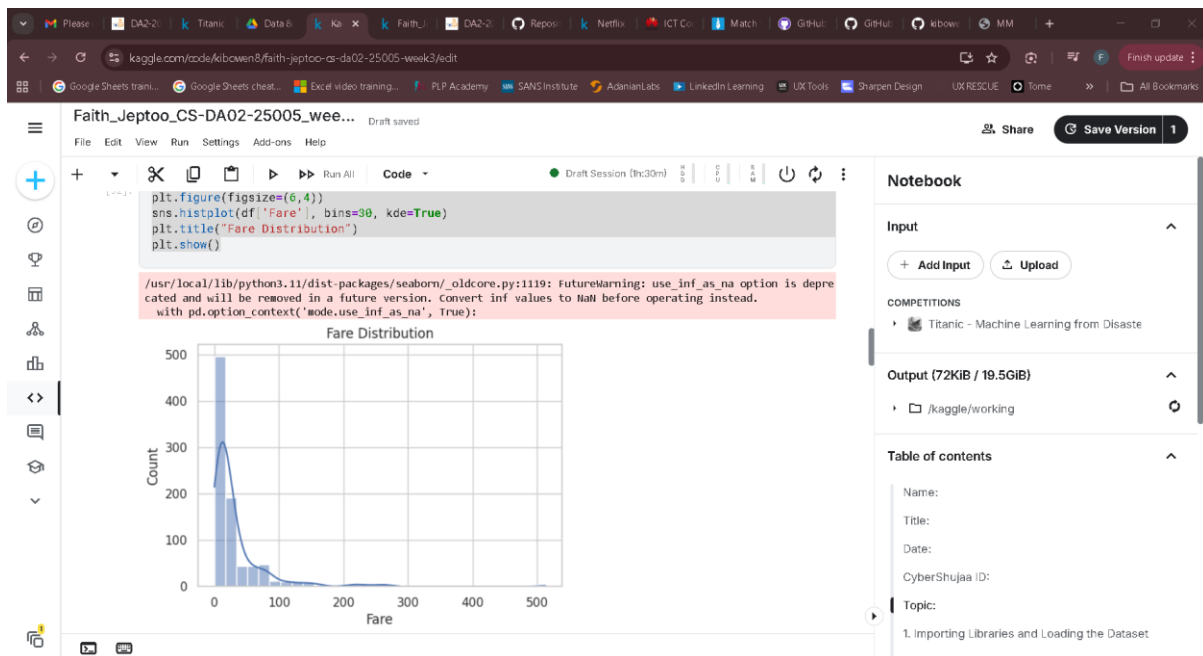 Please
DA2-20
Titanic
Data &
Ka
Faith_J
DA2-20
Reposi
Netflix
ICT Co
Match
GitHub
GitHub
kibowe
MM
kaggle.com/code/kibowen8/faith-jeptoo-cs-da02-25005-week3/edit
F
Finish update
Google Sheets traini...
Google Sheets cheat...
Excel video training...
PLP Academy
SANS Institute
AdanianLabs
LinkedIn Learning
UX Tools
Sharpen Design
UX RESCUE
Tome
»
All Bookmarks
Faith_Jeptoo_CS-DA02-25005_wee...
Draft saved
File Edit View Run Settings Add-ons Help
Share
Save Version 1
Run All
Code
Draft Session (1h:30m)
HDD
CPU
RAM
plt.figure(figsize=(6,4))
sns.histplot(df['Fare'], bins=30, kde=True)
plt.title("Fare Distribution")
plt.show()
/usr/local/lib/python3.11/dist-packages/seaborn/_oldcore.py:1119: FutureWarning: use_inf_as_na option is depre
cated and will be removed in a future version. Convert inf values to NaN before operating instead.
with pd.option_context('mode.use_inf_as_na', True):
Fare Distribution
500
400
300
200
100
0
Count
0 100 200 300 400 500
Fare
Notebook
Input
+ Add Input
Upload
COMPETITIONS
Titanic - Machine Learning from Disaste
Output (72KiB / 19.5GiB)
/kaggle/working
Table of contents
Name:
Title:
Date:
CyberShujaa ID:
Topic:
1. Importing Libraries and Loading the Dataset
1